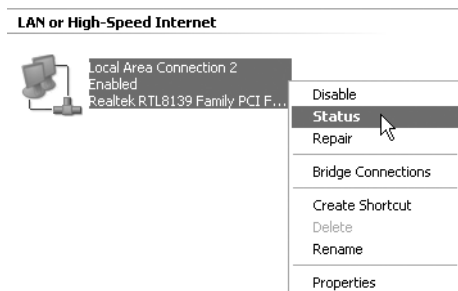 LAN or High-Speed Internet
Local Area Connection 2
Enabled
Realtek RTL8139 Family PCI F...
Disable
Status
Repair
Bridge Connections
Create Shortcut
Delete
Rename
Properties